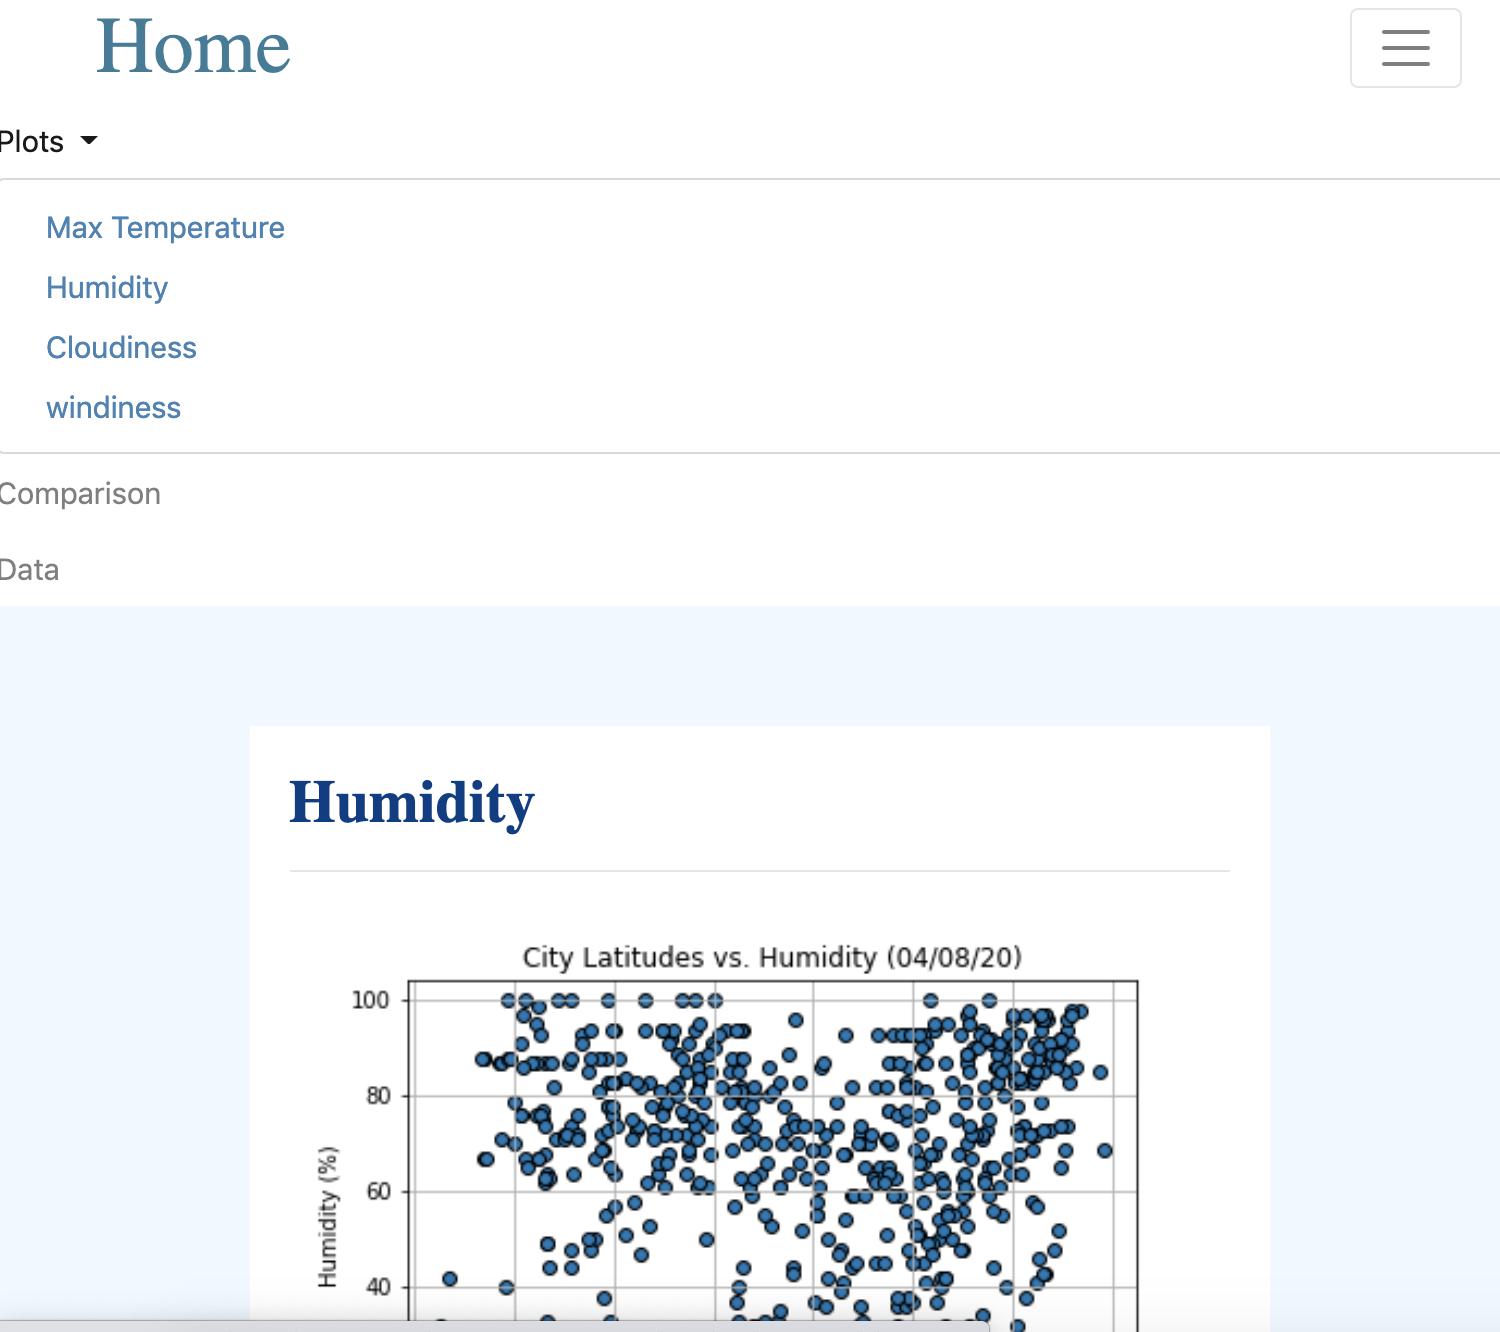 Home
Plots
Max Temperature
Humidity
Cloudiness
windiness
Comparison
Data
Humidity
City Latitudes vs. Humidity (04/08/20)
100
80
60
40
Humidity (%)